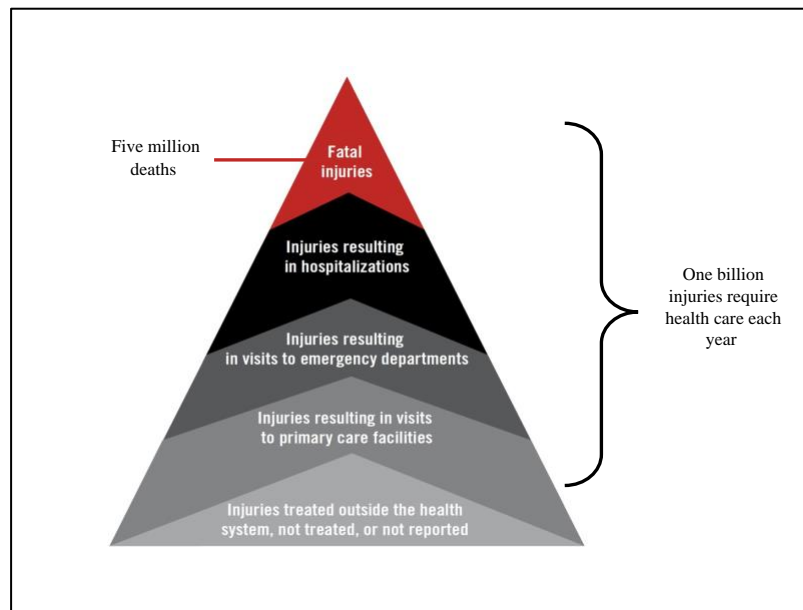 Five million
deaths
Fatal
injuries
Injuries resulting
in hospitalizations
Injuries resulting
in visits to emergency departments
Injuries resulting in visits
to primary care facilities
Injuries treated outside the health
system, not treated, or not reported
One billion
injuries require
health care each
year